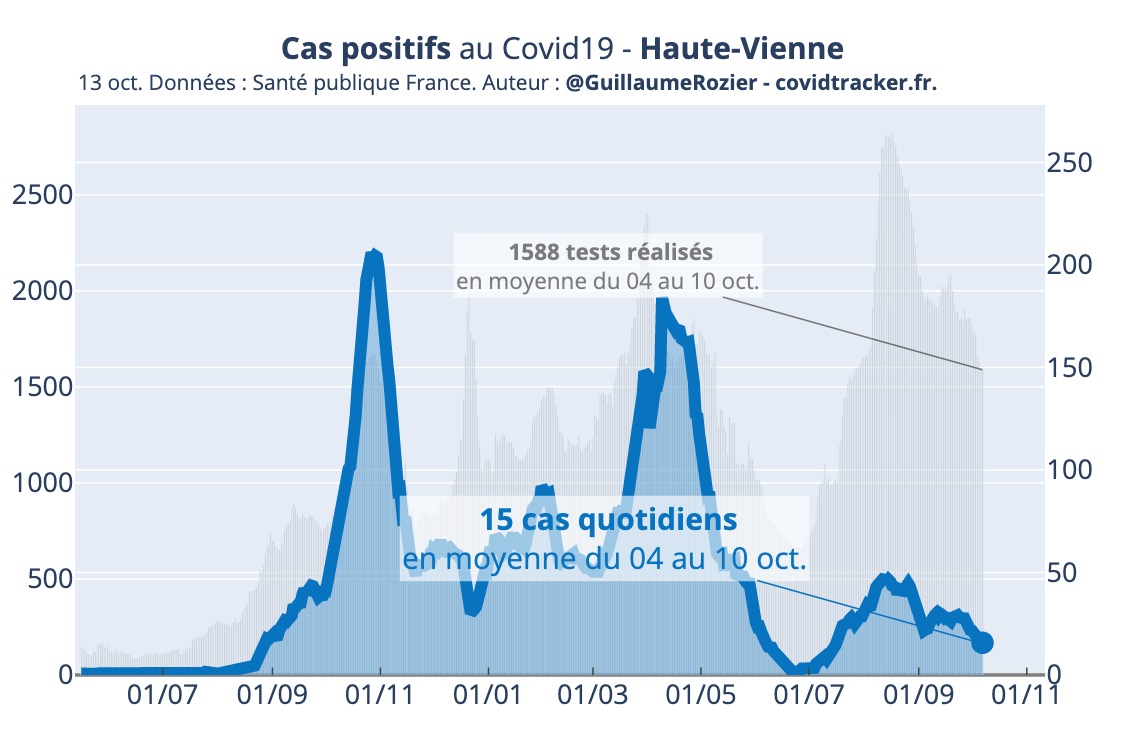 Cas positifs au Covid19 - Haute-Vienne
13 oct. Données : Santé publique France. Auteur : @GuillaumeRozier - covidtracker.fr.
250
2500
1588 tests réalisés
en moyenne du 04 au 10 oct.
200
2000
150
1500
100
1000
15 cas quotidiens
en moyenne du 04 au 10 oct.
50
500
0
0
01/07 01/09 01/11 01/01 01/03 01/05 01/07 01/09 01/11